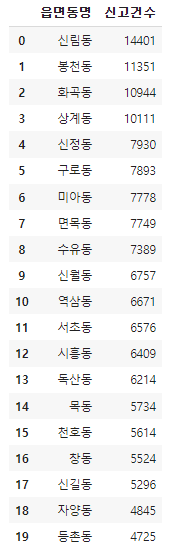 읍면동명 신고건수
0 신림동 14401
1 봉천동 11351
2 화곡동 10944
3 상계동 10111
4 신정동 7930
5 구로동 7893
6 미아동 7778
7 면목동 7749
8 수유동 7389
9 신월동 6757
10 역삼동 6671
11 서초동 6576
12 시흥동 6409
13 독산동 6214
14 목동 5734
15 천호동 5614
16 창동 5524
17 신길동 5296
18 자양동 4845
19 등촌동 4725